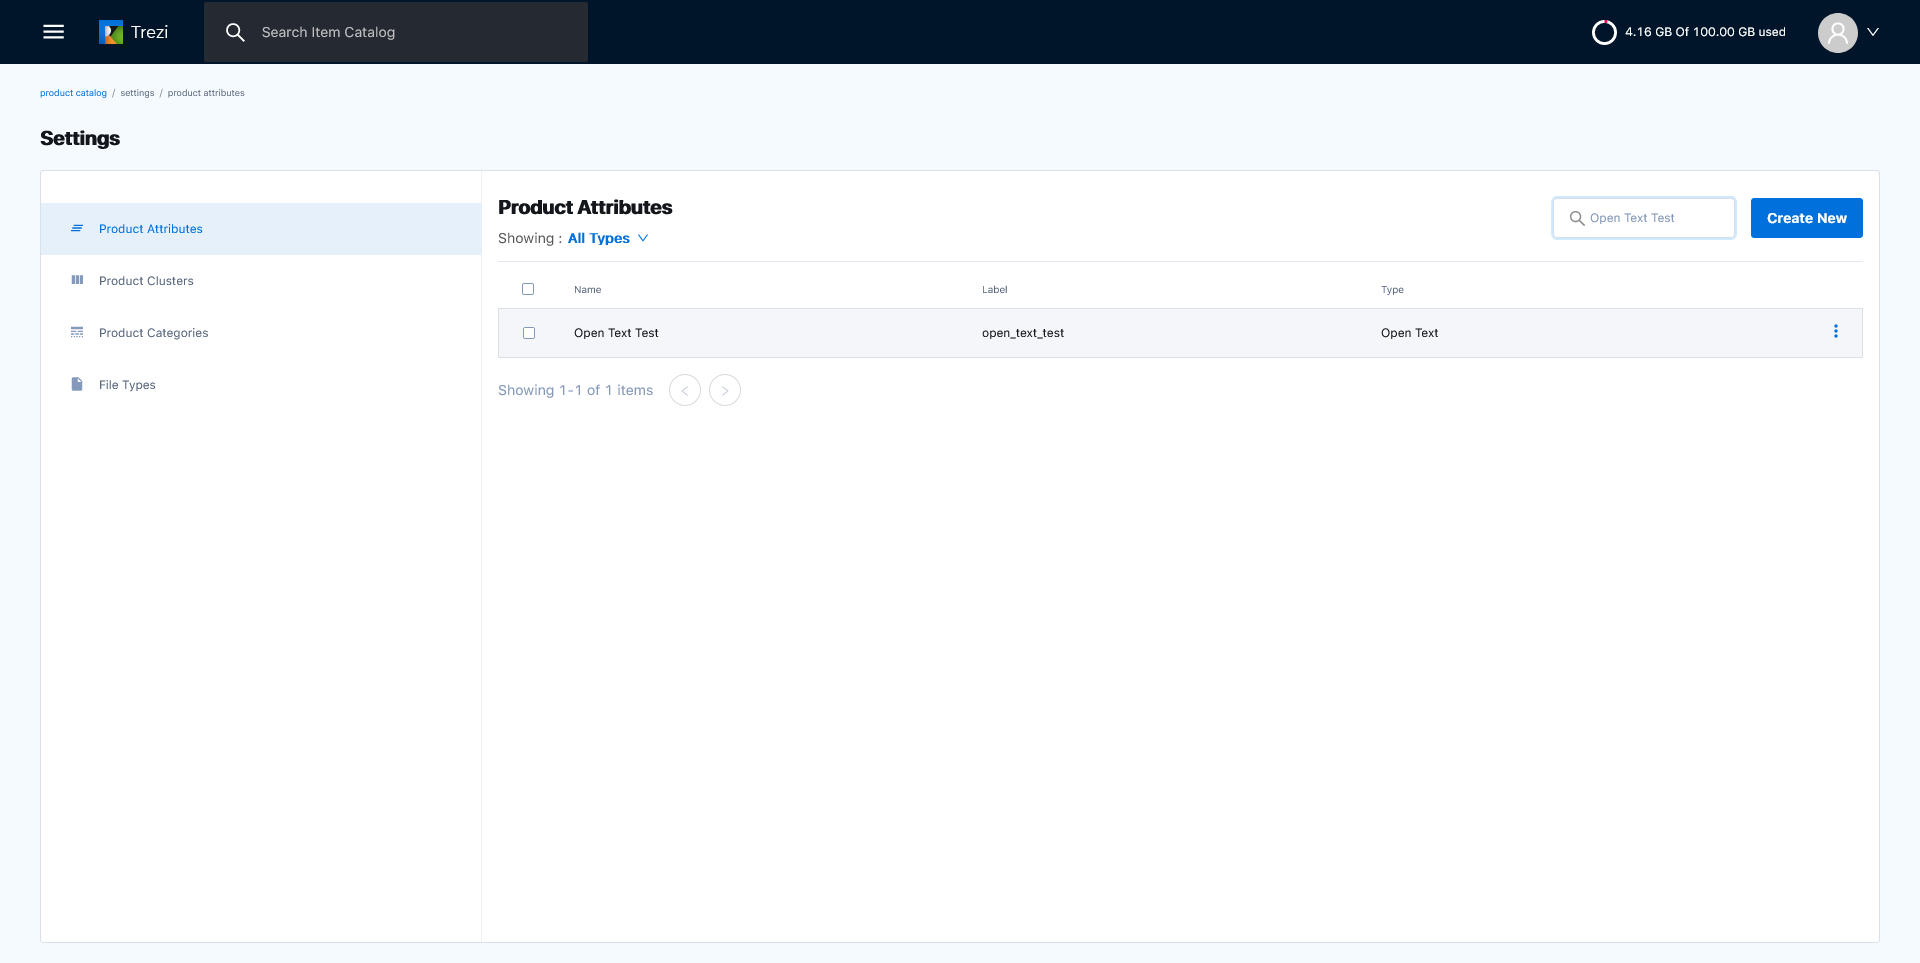 Trezi
Search Item Catalog
4.16 GB Of 100.00 GB used
product catalog / settings / product attributes
Settings
Product Attributes
Product Clusters
Product Categories
File Types
Product Attributes
Showing : All Types
Open Text Test
Create New
Name Label Type
Open Text Test open_text_test Open Text
Showing 1-1 of 1 items < >